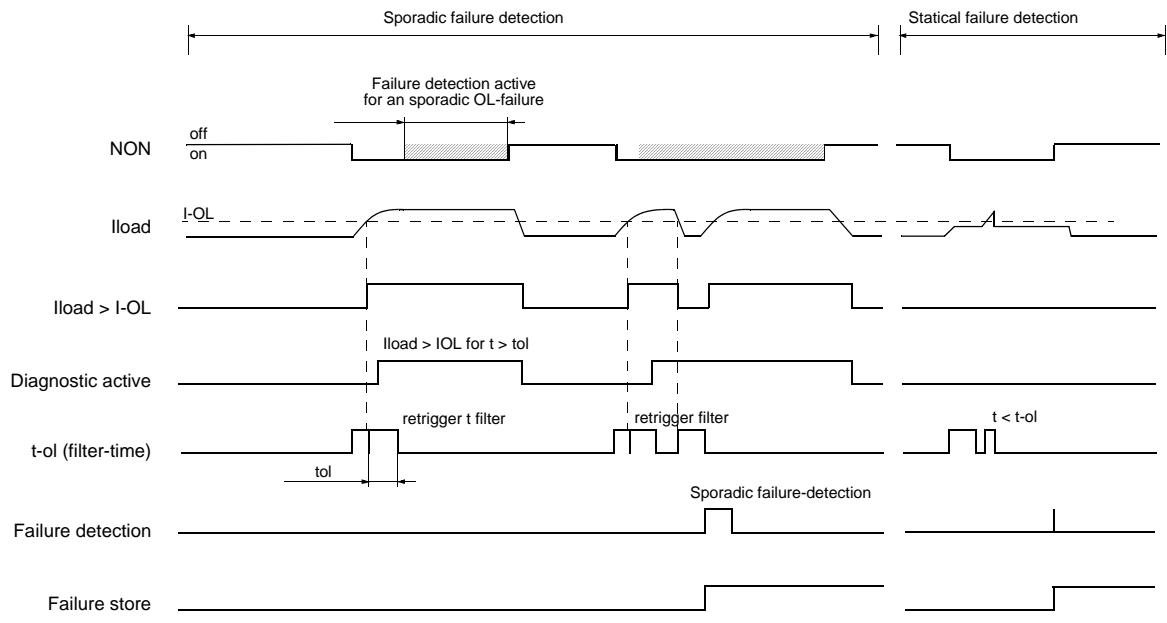 Sporadic failure detection
Statical failure detection
Failure detection active
for an sporadic OL-failure
NON
off
on
Iload
I-OL
Iload > I-OL
Iload > IOL for t > tol
Diagnostic active
retrigger t filter
retrigger filter
t < t-ol
t-ol (filter-time)
tol
Sporadic failure-detection
Failure detection
Failure store